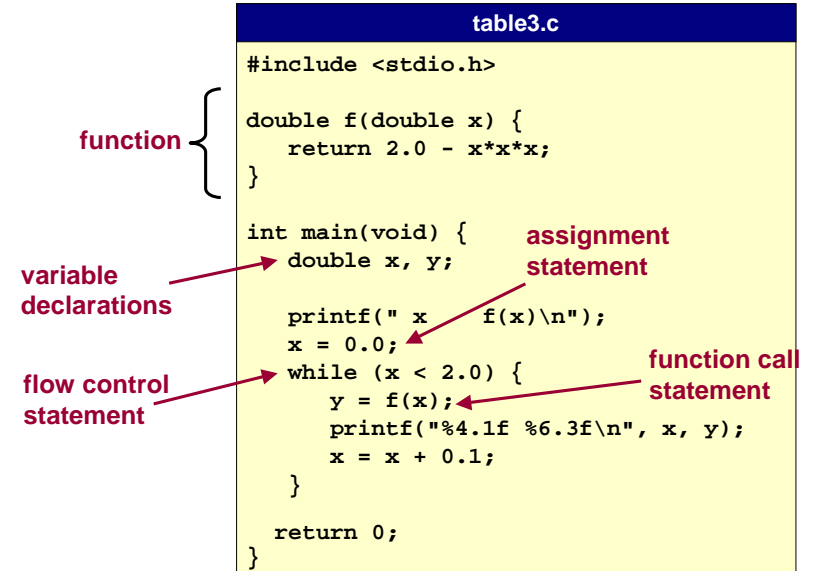 table3.c
#include <stdio.h>
function
double f(double x) {
   return 2.0 - x*x*x;
}
int main(void) {
assignment
statement
variable
declarations
   double x, y;
   printf(" x    f(x)\n");
   x = 0.0;
flow control
statement
   while (x < 2.0) {
function call
statement
      y = f(x);
      printf("%4.1f %6.3f\n", x, y);
      x = x + 0.1;
   }
  return 0;
}